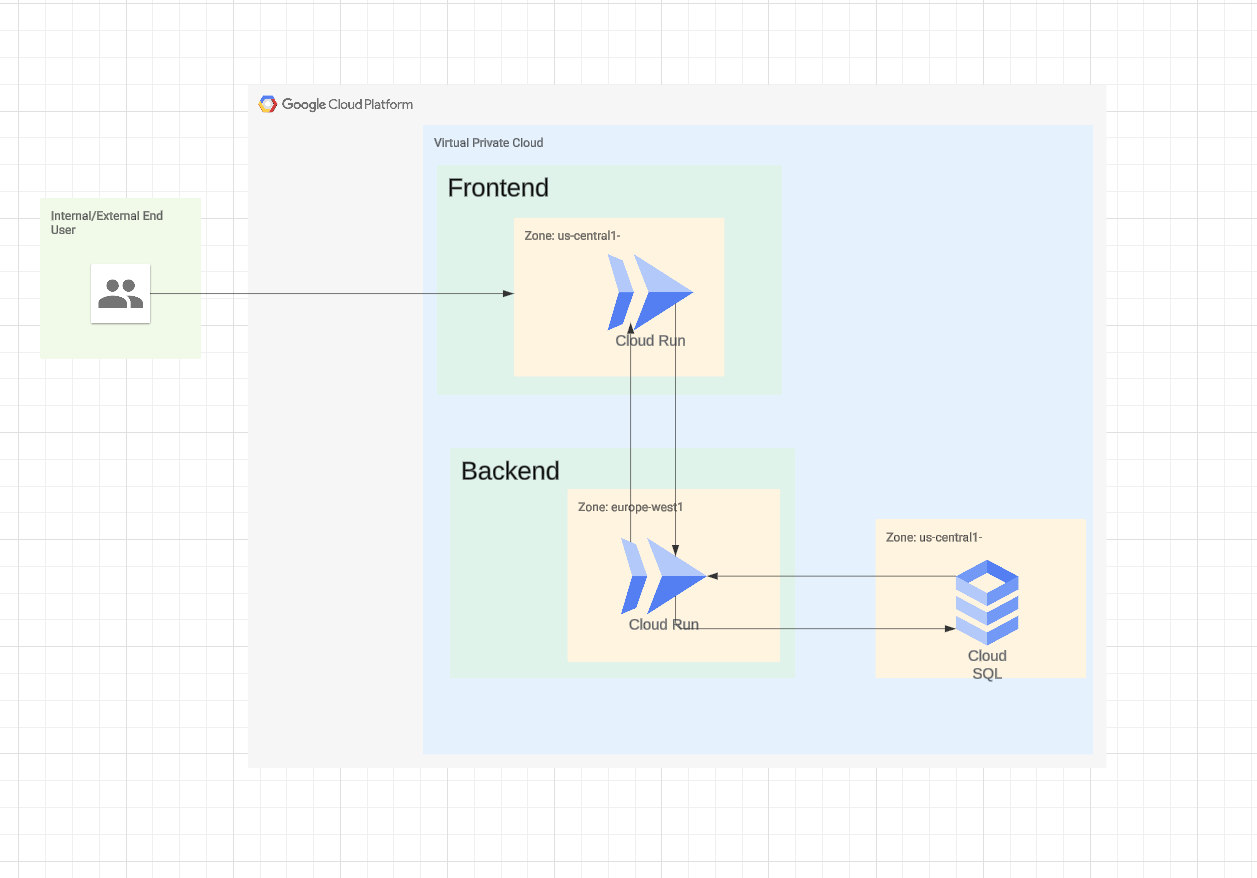 Google Cloud Platform
Virtual Private Cloud
Frontend
Internal/External End
User
Zone: us-central1-
Cloud Run
Backend
Zone: europe-west1
Cloud Run
Zone: us-central1-
Cloud
SQL